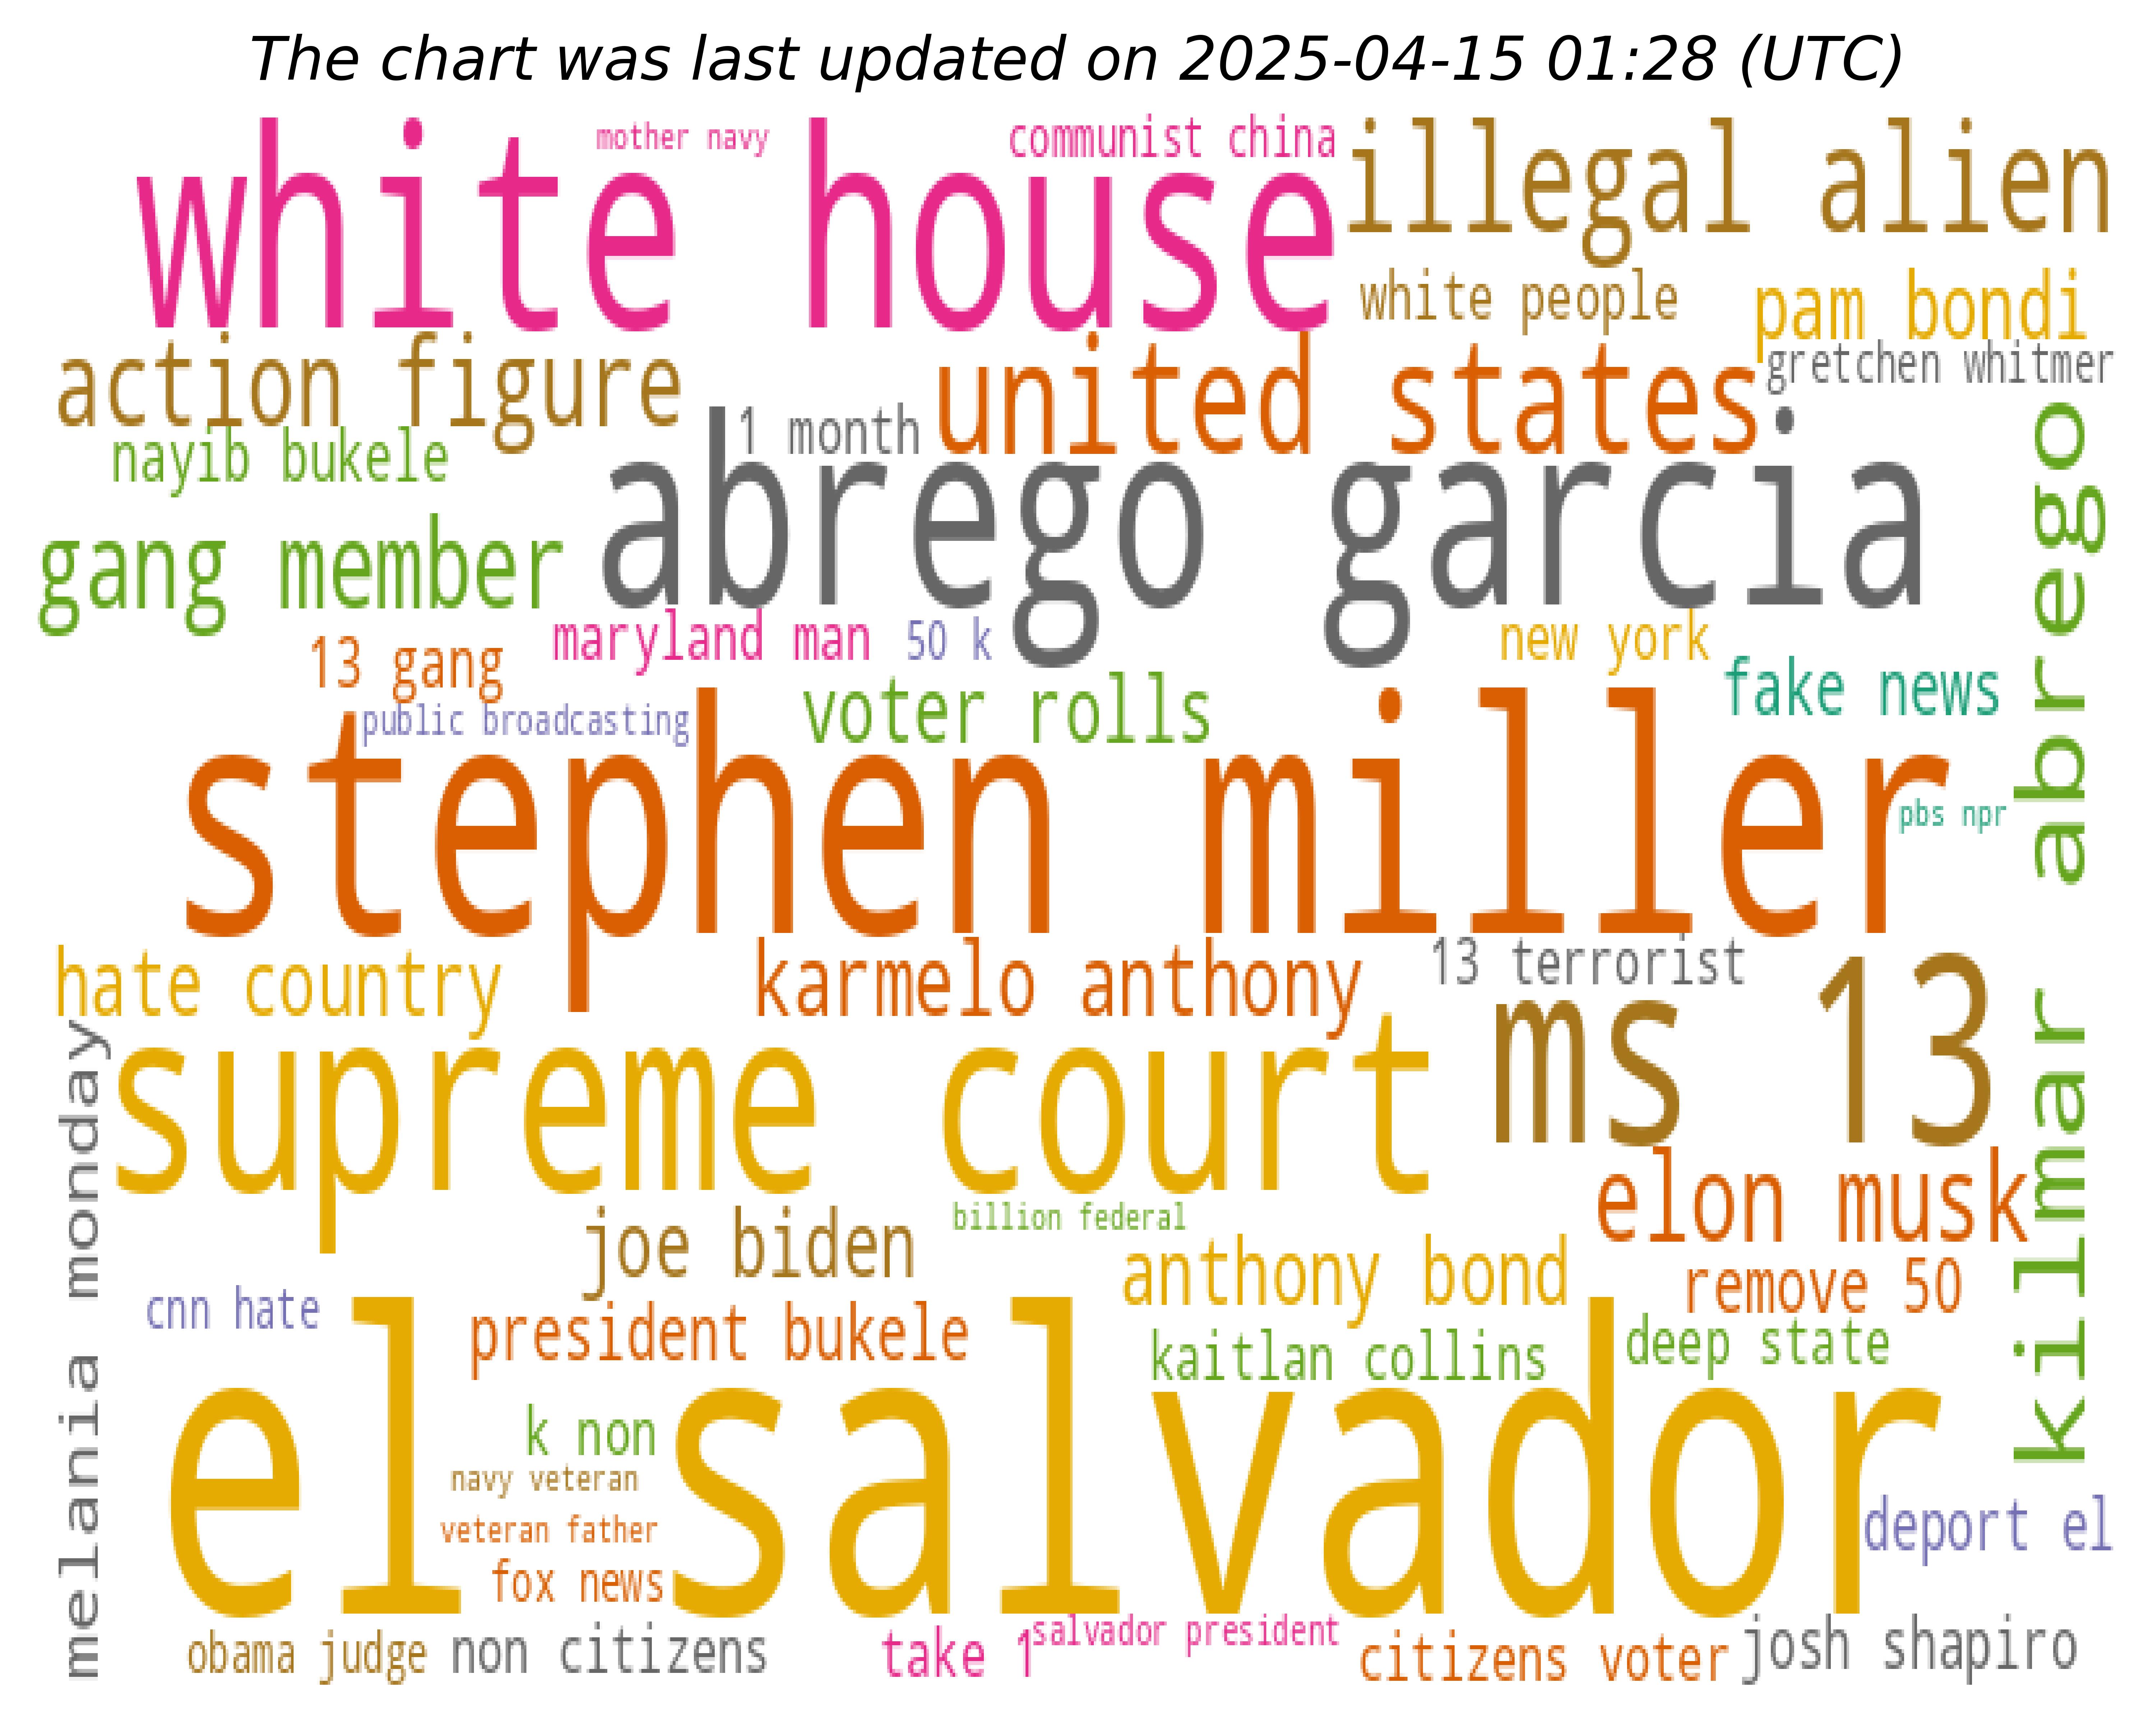 The chart was last updated on 2025-04-15 01:28 (UTC)
white house
mother navy
communist china
illegal alien
white people
pam bondi
gretchen whitmer
action figure
united states
1 month
nayib bukele
abrego garcia
gang member
kilmar abrego
maryland man
50 k
new york
13 gang
fake news
voter rolls
public broadcasting
stephen miller
pbs npr
hate country
karmelo anthony
13 terrorist
ms 13
supreme court
melania monday
elon musk
billion federal
joe biden
anthony bond
remove 50
cnn hate
president bukele
kaitlan collins
deep state
el salvador
k non
navy veteran
veteran father
fox news
deport el
obama judge
non citizens
take 1
salvador president
citizens voter
josh shapiro